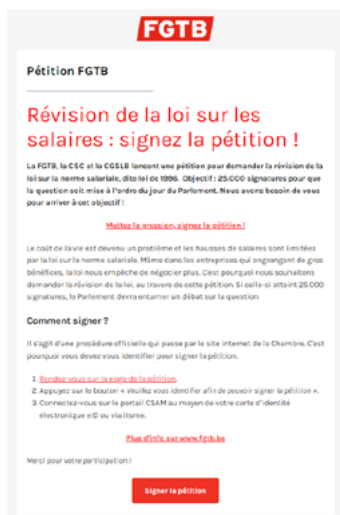 FGTB
Pétition FGTB
Révision de la loi sur les
salaires : signez la pétition !
La FGTB, la CSC et la CGSLB lancent une pétition pour demander la révision de la
loi sur la norme salariale, dite loi de 1996. Objectif : 25.000 signatures pour que
la question soit mise à l'ordre du jour du Parlement. Nous avons besoin de vous
pour arriver à cet objectif !
Mettez la pression, signez la pétition !
Le coût de la vie est devenu un problème et les hausses de salaires sont limitées
par la loi sur la norme salariale. Même dans les entreprises qui engrangent de gros
bénéfices, la loi nous empêche de négocier plus. C'est pourquoi nous souhaitons
demander la révision de la loi, au travers de cette pétition. Si celle-ci atteint 25.000
signatures, le Parlement devra entamer un débat sur la question.
Comment signer ?
Il s'agit d'une procédure officielle qui passe par le site internet de la Chambre. C'est
pourquoi vous devez vous identifier pour signer la pétition.
1. Rendez-vous sur la page de la pétition.
2. Appuyez sur le bouton « Veuillez vous identifier afin de pouvoir signer la pétition ».
3. Connectez-vous sur le portail CSAM au moyen de votre carte d'identité
électronique eID ou via itsme.
Plus d'info sur www.fgtb.be
Merci pour votre participation !
Signer la pétition